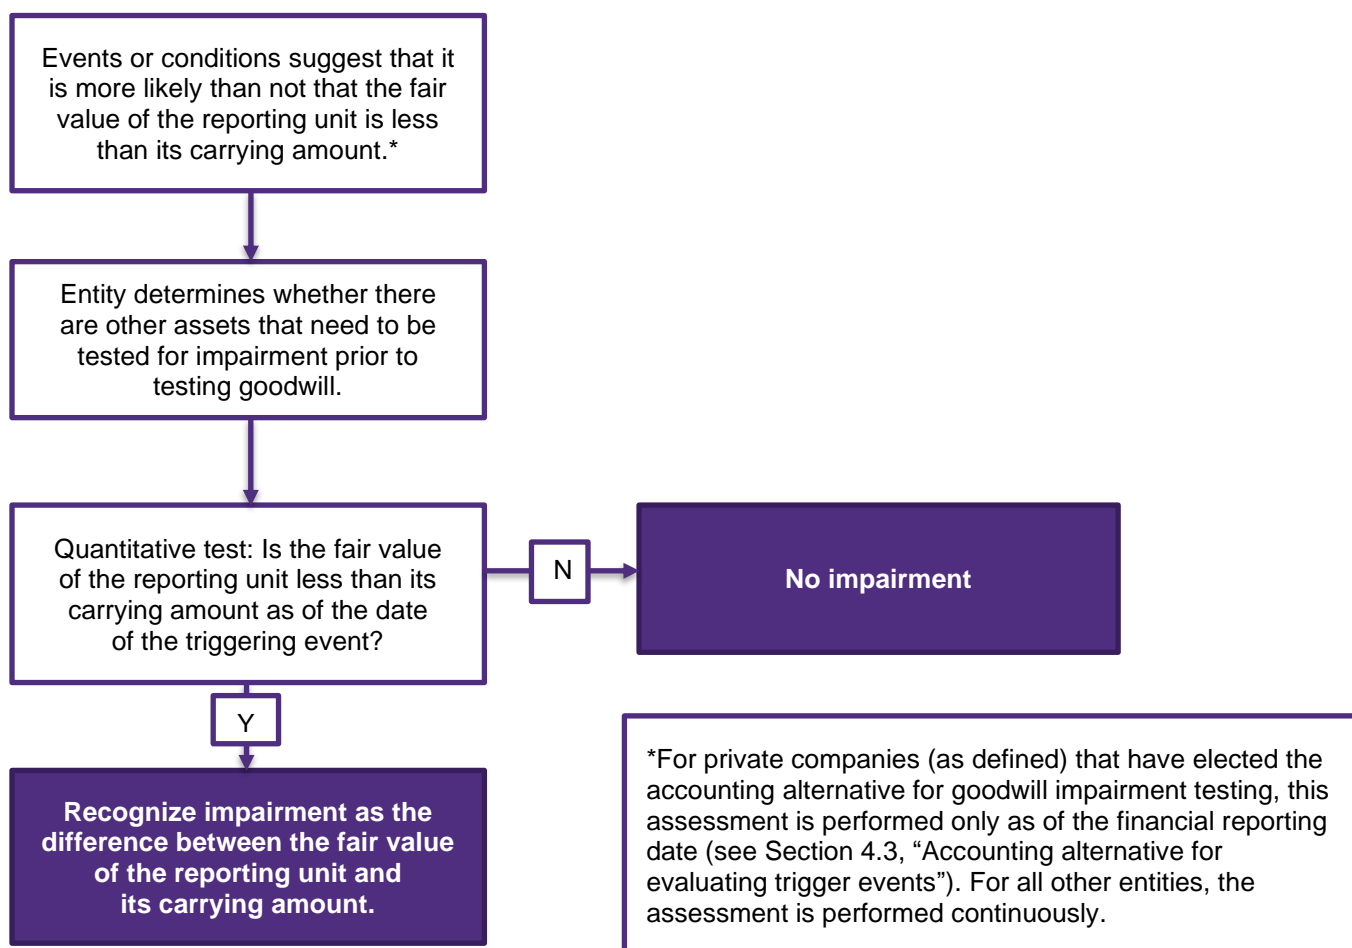 Events or conditions suggest that it
is more likely than not that the fair
value of the reporting unit is less
than its carrying amount.*
Entity determines whether there
are other assets that need to be
tested for impairment prior to
testing goodwill.
Quantitative test: Is the fair value
of the reporting unit less than its
carrying amount as of the date
of the triggering event?
N
No impairment
Y
Recognize impairment as the
difference between the fair value
of the reporting unit and
its carrying amount.
*For private companies (as defined) that have elected the
accounting alternative for goodwill impairment testing, this
assessment is performed only as of the financial reporting
date (see Section 4.3, “Accounting alternative for
evaluating trigger events”). For all other entities, the
assessment is performed continuously.